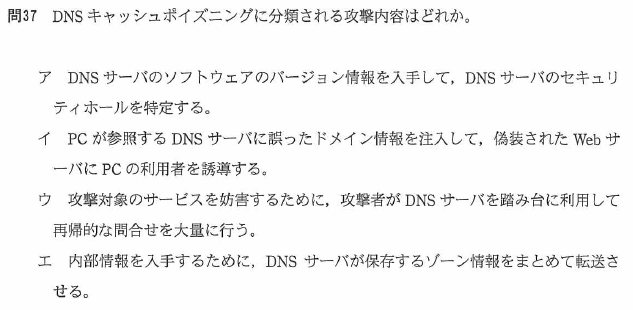 問37 DNS キャッシュポイズニングに分類される攻撃内容はどれか。
ア DNS サーバのソフトウェアのバージョン情報を入手して，DNS サーバのセキュリ
ティホールを特定する。
イ PC が参照する DNS サーバに誤ったドメイン情報を注入して，偽装された Web サ
ーバに PC の利用者を誘導する。
ウ 攻撃対象のサービスを妨害するために，攻撃者が DNS サーバを踏み台に利用して
再帰的な問合せを大量に行う。
エ 内部情報を入手するために，DNS サーバが保存するゾーン情報をまとめて転送さ
せる。